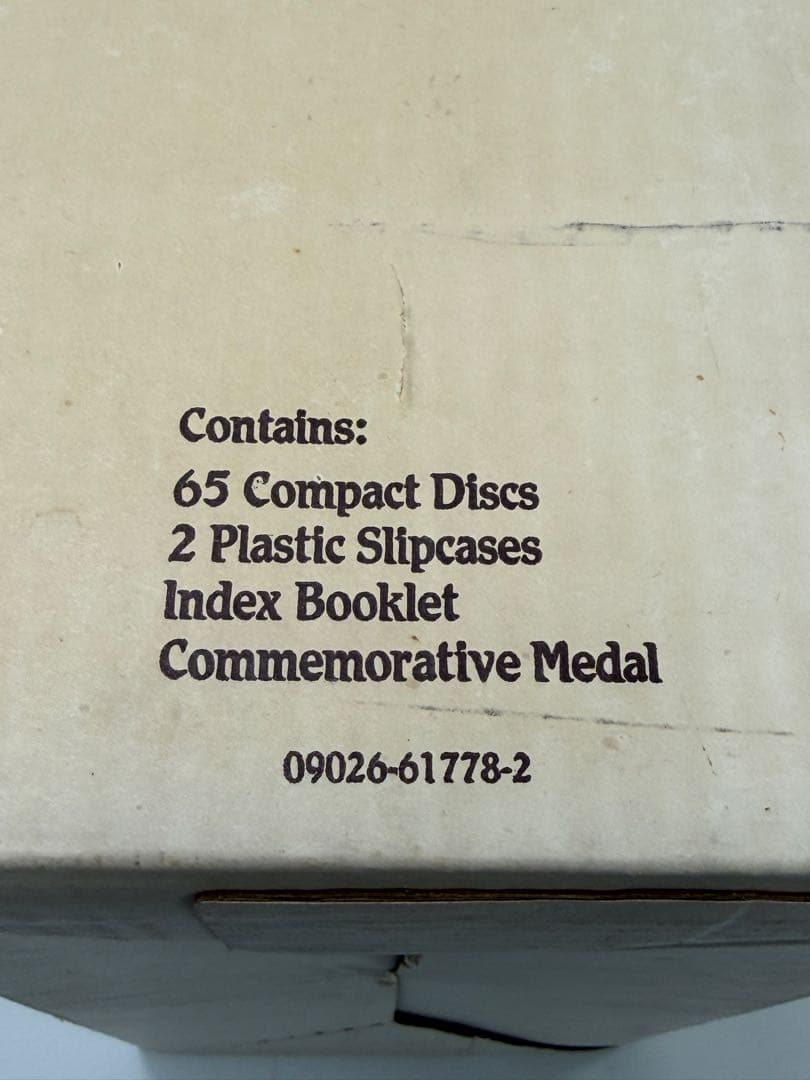 Contains:
65 Compact Discs
2 Plastic Slipcases
Index Booklet
Commemorative Medal
09026-61778-2